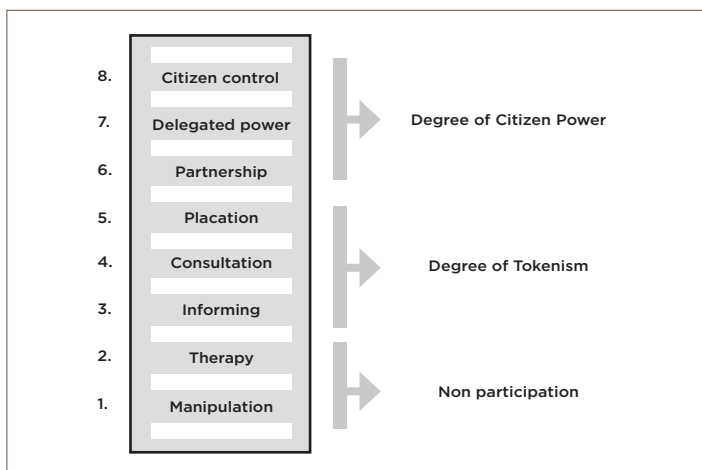 8. Citizen control
7. Delegated power
Degree of Citizen Power
6. Partnership
5. Placation
4. Consultation
Degree of Tokenism
3. Informing
2. Therapy
Non participation
1. Manipulation